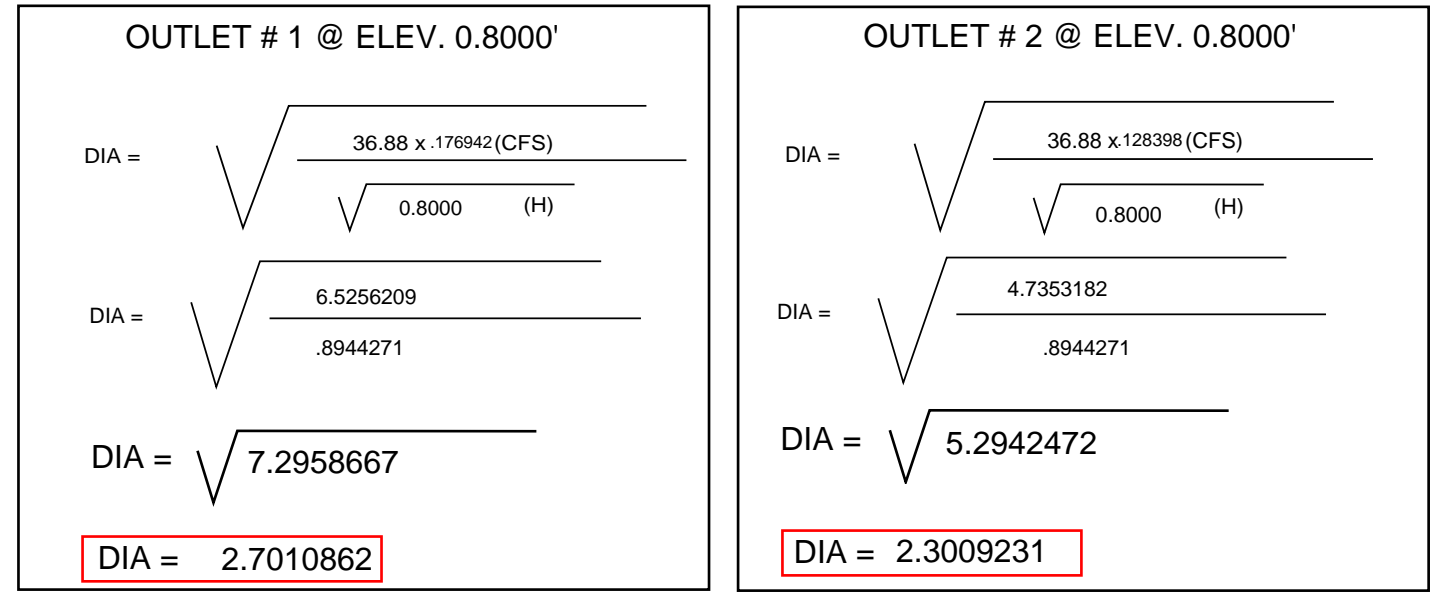 OUTLET # 1 @ ELEV. 0.8000'
DIA =
36.88 x .176942 (CFS)
0.8000 (H)
DIA =
6.5256209
.8944271
DIA = 7.2958667
DIA = 2.7010862
OUTLET # 2 @ ELEV. 0.8000'
DIA =
36.88 x .128398 (CFS)
0.8000 (H)
DIA =
4.7353182
.8944271
DIA = 5.2942472
DIA = 2.3009231